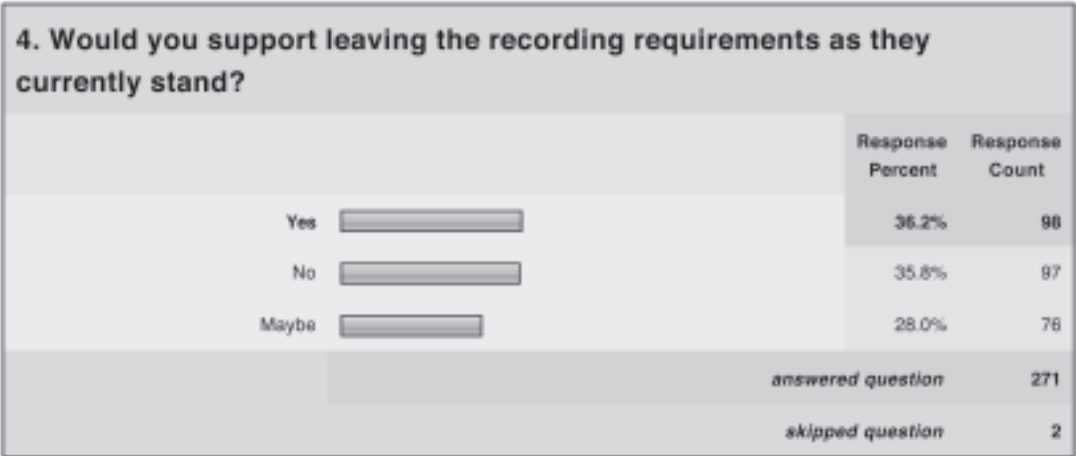 4. Would you support leaving the recording requirements as they
currently stand?
Response Response
Percent Count
Yes 36.2% 98
No 35.8% 97
Maybe 28.0% 76
answered question 271
skipped question 2